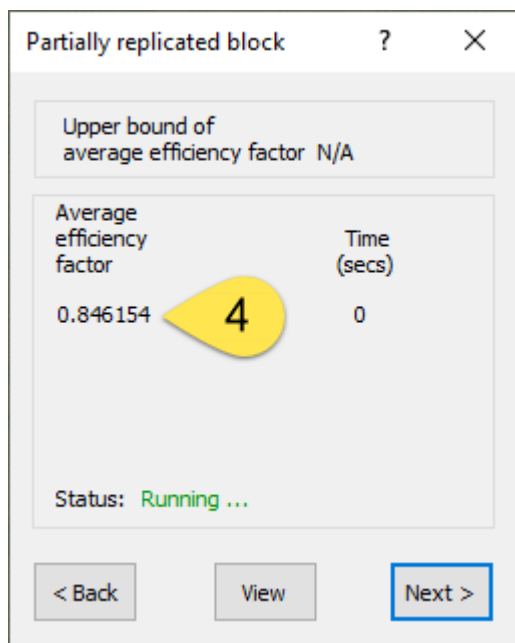 Partially replicated block ? ×
Upper bound of
average efficiency factor N/A
Average
efficiency Time
factor (secs)
0.846154 4 0
Status: Running ...
< Back View Next >